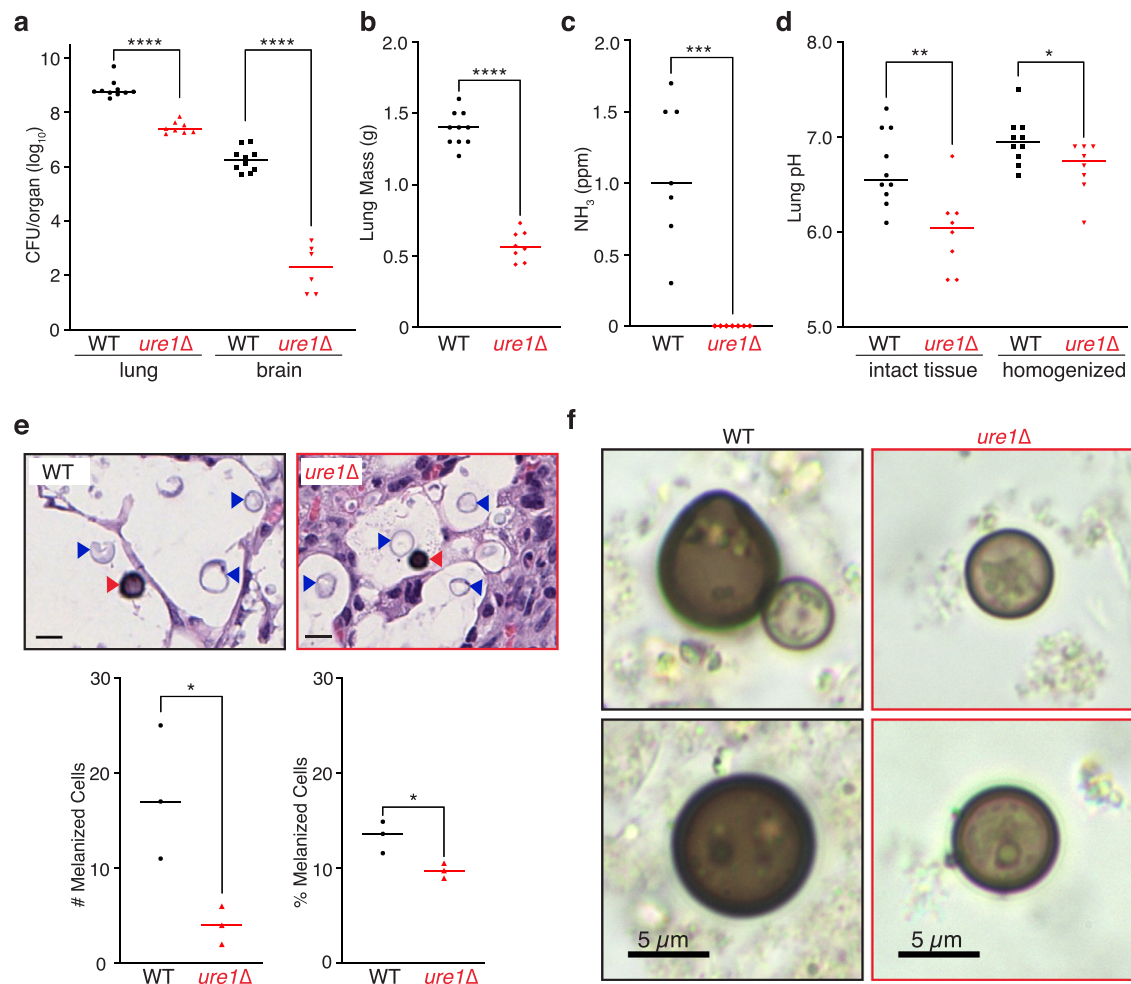 a
CFU/organ (log10)
10
8
6
4
2
0
****
****
WT ure1Δ WT ure1Δ
lung brain
b
Lung Mass (g)
2.0
1.5
1.0
0.5
0
****
WT ure1Δ
c
NH3 (ppm)
2.0
1.5
1.0
0.5
0
***
WT ure1Δ
d
Lung pH
8.0
7.0
6.0
5.0
**
*
WT ure1Δ WT ure1Δ
intact tissue homogenized
e
WT
ure1Δ
# Melanized Cells
30
20
10
0
*
WT ure1Δ
% Melanized Cells
30
20
10
0
*
WT ure1Δ
f
WT ure1Δ
5 µm
5 µm